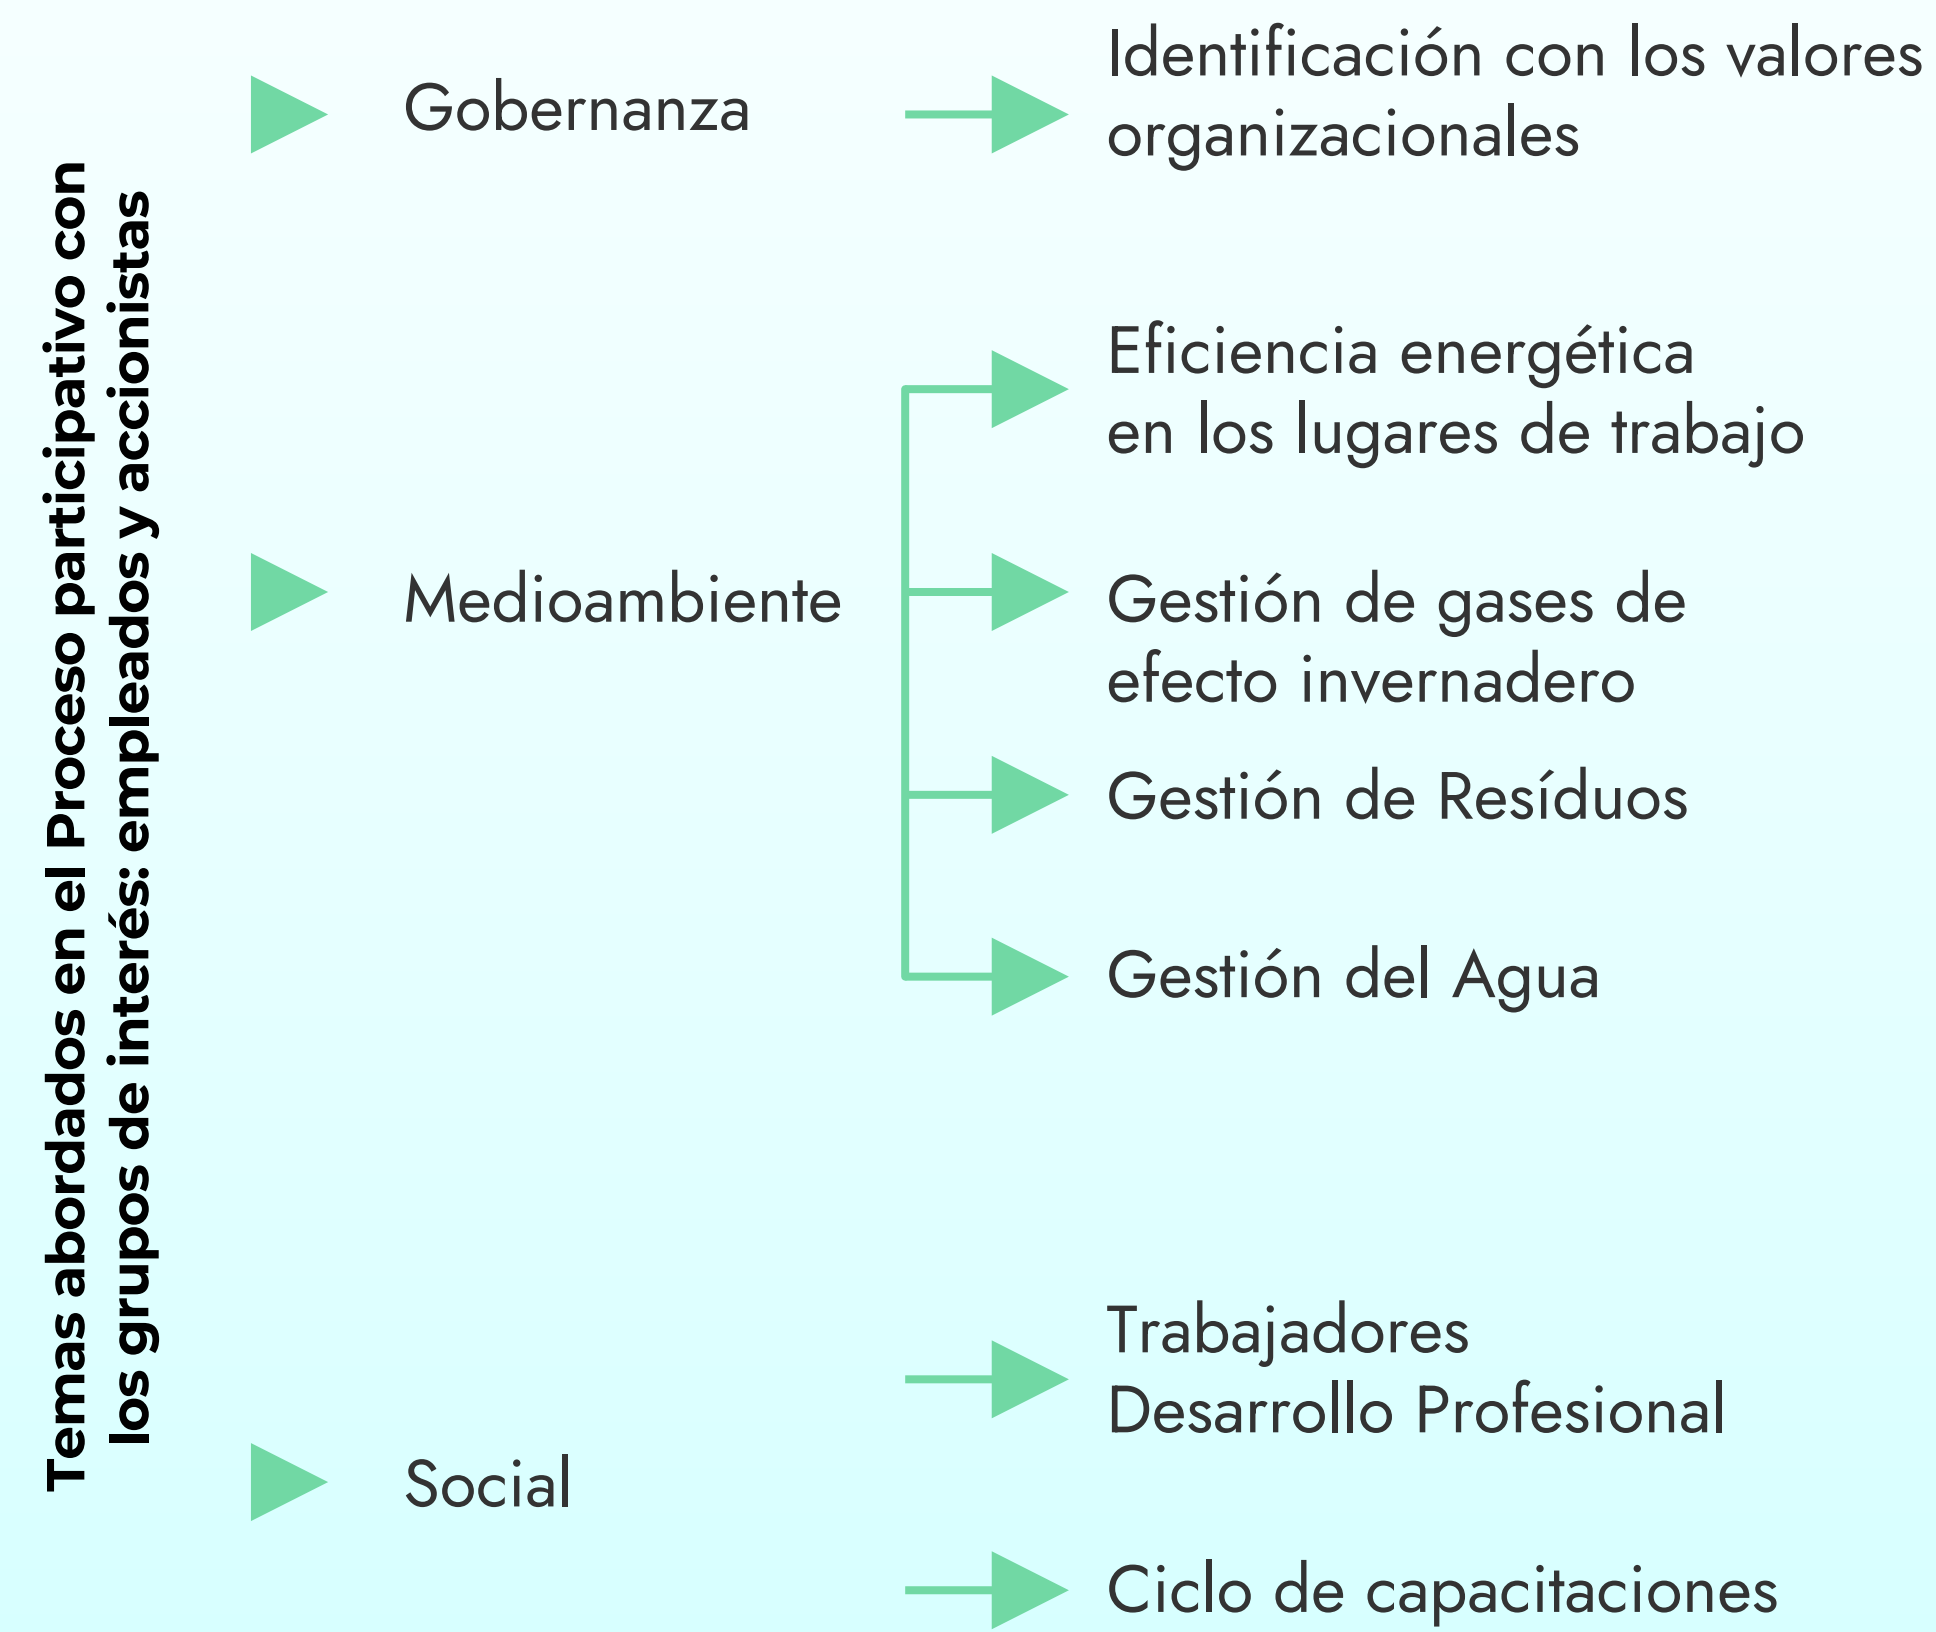 Temas abordados en el Proceso participativo con
los grupos de interés: empleados y accionistas
Gobernanza
Identificación con los valores
organizacionales
Medioambiente
Eficiencia energética
en los lugares de trabajo
Gestión de gases de
efecto invernadero
Gestión de Resíduos
Gestión del Agua
Social
Trabajadores
Desarrollo Profesional
Ciclo de capacitaciones